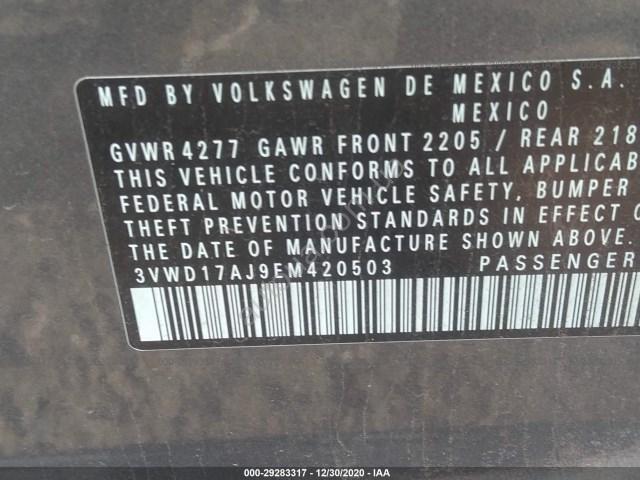 MFD BY VOLKSWAGEN DE MEXICO S.A.
MEXICO
GVWR 4277 GAWR FRONT 2205 / REAR 218
THIS VEHICLE CONFORMS TO ALL APPLICAB
FEDERAL MOTOR VEHICLE SAFETY, BUMPER
THEFT PREVENTION STANDARDS IN EFFECT O
THE DATE OF MANUFACTURE SHOWN ABOVE.
3VWD17AJ9EM420503 PASSENGER
000-29283317 - 12/30/2020 - IAA